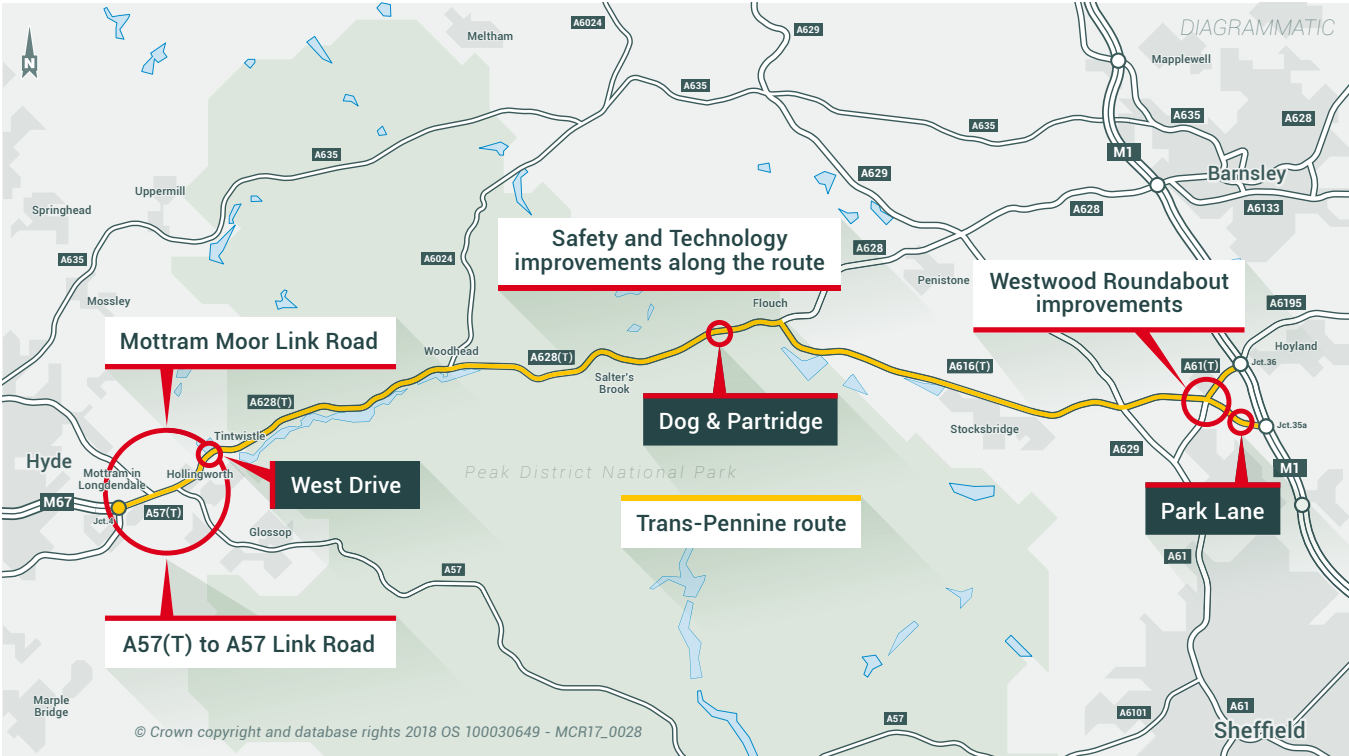 A6024
A629
DIAGRAMMATIC
Meltham
Mapplewell
N
A635
A635
A628
A635
M1
A635
Barnsley
A629
Uppermill
A628
A6133
Springhead
Safety and Technology
improvements along the route
A628
A6024
A635
Penistone
Westwood Roundabout
improvements
Mossley
Flouch
A6195
Mottram Moor Link Road
Hoyland
Woodhead
A628(T)
Jct.36
A61(T)
A616(T)
Salter's
Brook
A628(T)
Dog & Partridge
Jct.35a
Stocksbridge
Tintwistle
A629
Hyde
Mottram in
Longdendale
Hollingworth
Peak District National Park
M1
West Drive
M67
A57(T)
Jct.4
Park Lane
Trans-Pennine route
Glossop
A61
A57
A57(T) to A57 Link Road
Marple
Bridge
A61
A6101
A57
Sheffield
© Crown copyright and database rights 2018 OS 100030649 - MCR17_0028